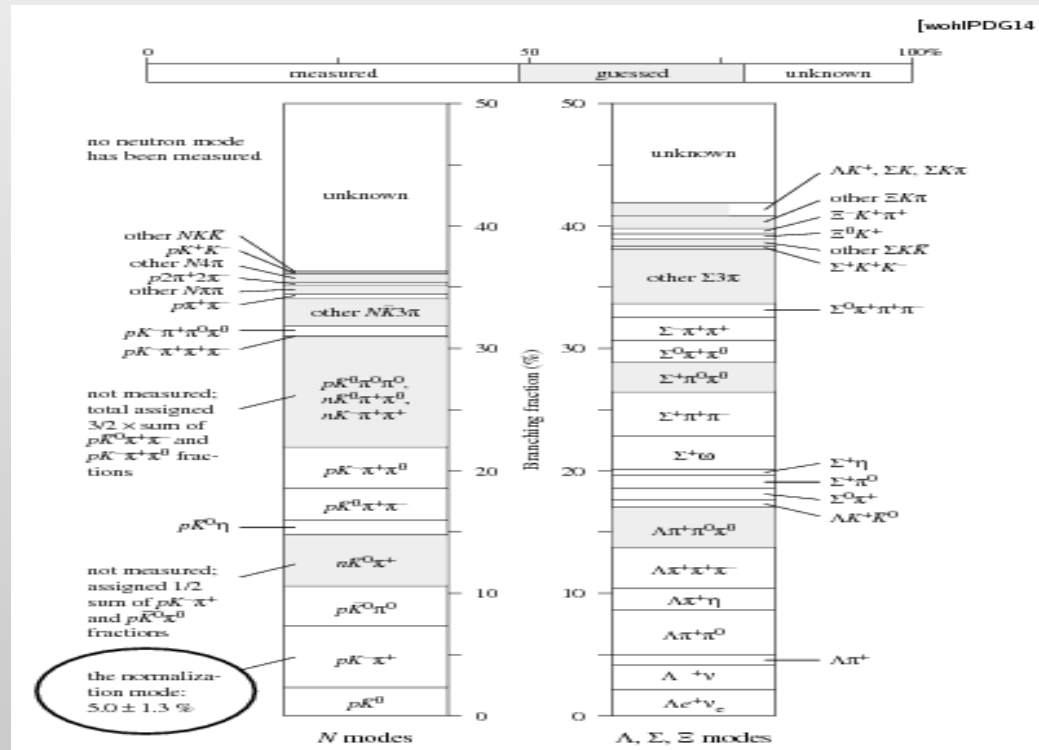 [wohlPDG14
0 50 100%
measured guessed unknown
50
40
30
20
10
0
Branching fraction (%)
50
40
30
20
10
0
no neutron mode
has been measured
other NKK̄
pK⁺K⁻
other N4π
p2π⁺2π⁻
other Nππ
pπ⁺π⁻
pK⁻π⁺π⁰π⁰
pK⁻π⁺π⁺π⁻
not measured;
total assigned
3/2 × sum of
pK̄⁰π⁺π⁻ and
pK⁻π⁺π⁰ frac-
tions
pK̄⁰η
not measured;
assigned 1/2
sum of pK⁻π⁺
and pK̄⁰π⁰
fractions
the normaliza-
tion mode:
5.0 ± 1.3 %
unknown
other NK̄3π
pK̄⁰π⁰π⁰,
nK̄⁰π⁺π⁰,
nK⁻π⁺π⁺
pK⁻π⁺π⁰
pK̄⁰π⁺π⁻
nK̄⁰π⁺
pK̄⁰π⁰
pK⁻π⁺
pK̄⁰
N modes
unknown
other Σ3π
Σ⁻π⁺π⁺
Σ⁰π⁺π⁰
Σ⁺π⁰π⁰
Σ⁺π⁺π⁻
Σ⁺ω
Λπ⁺π⁰π⁰
Λπ⁺π⁺π⁻
Λπ⁺η
Λπ⁺π⁰
Λ ⁺ν
Λe⁺νₑ
Λ, Σ, Ξ modes
ΛK⁺, ΣK, ΣKπ
other ΞKπ
Ξ⁻K⁺π⁺
Ξ⁰K⁺
other ΣKK̄
Σ⁺K⁺K⁻
Σ⁰π⁺π⁺π⁻
Σ⁺η
Σ⁺π⁰
Σ⁰π⁺
ΛK⁺K̄⁰
Λπ⁺